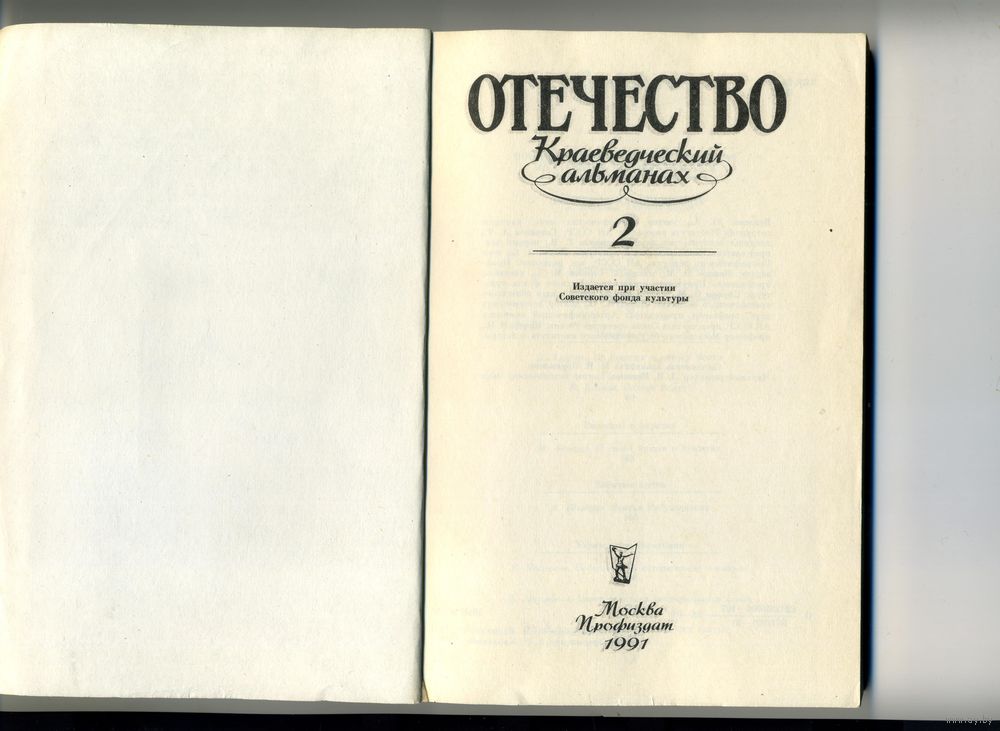 ОТЕЧЕСТВО
Краеведческий
альманах
2
Издается при участии
Советского фонда культуры
Москва
Профиздат
1991